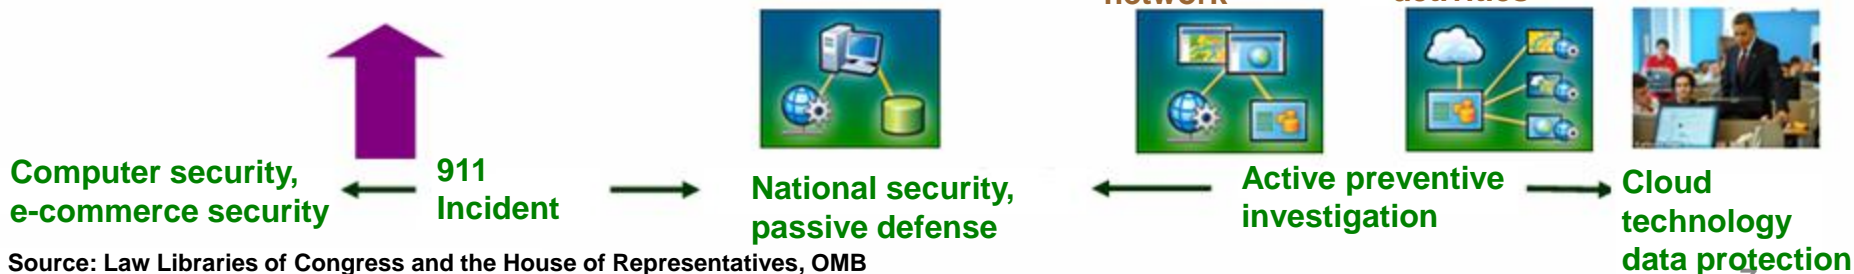 Computer security,
e-commerce security
911
Incident
National security,
passive defense
Active preventive
investigation
Cloud
technology
data protection
Source: Law Libraries of Congress and the House of Representatives, OMB